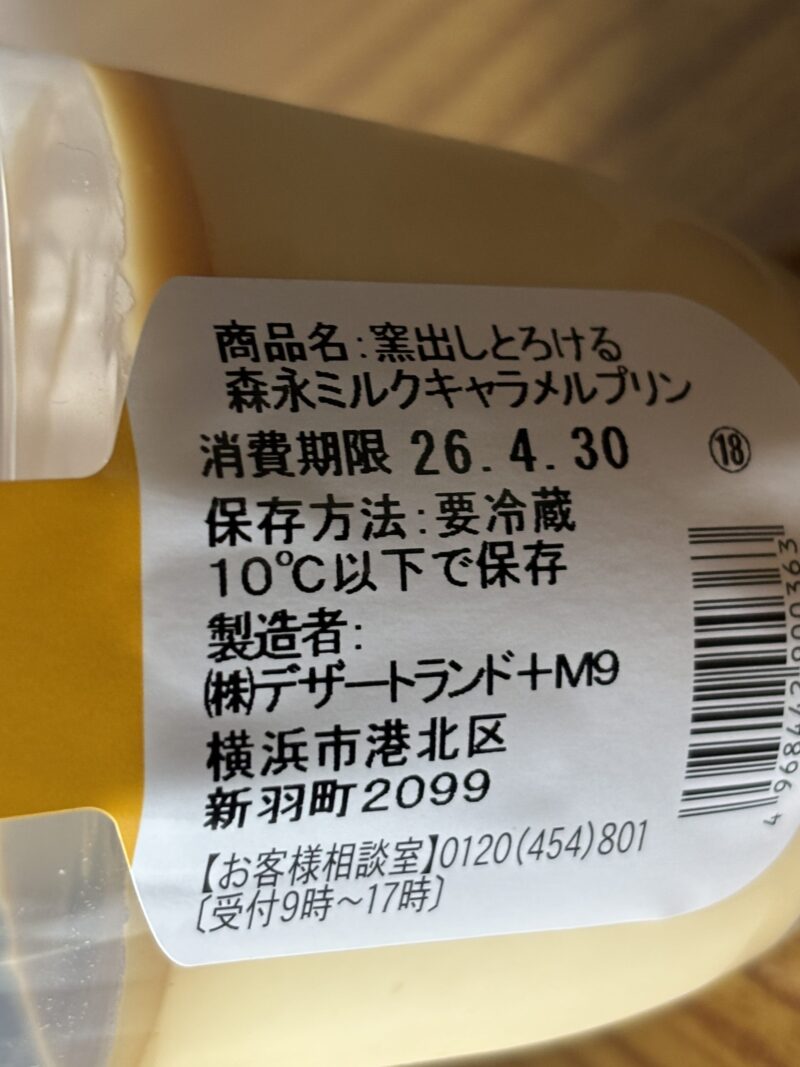 商品名:窯出しとろける
森永ミルクキャラメルプリン
消費期限 26.4.30
⑱
保存方法:要冷蔵
10℃以下で保存
製造者:
㈱デザートランド+M9
横浜市港北区
新羽町2099
【お客様相談室】0120(454)801
〔受付9時～17時〕